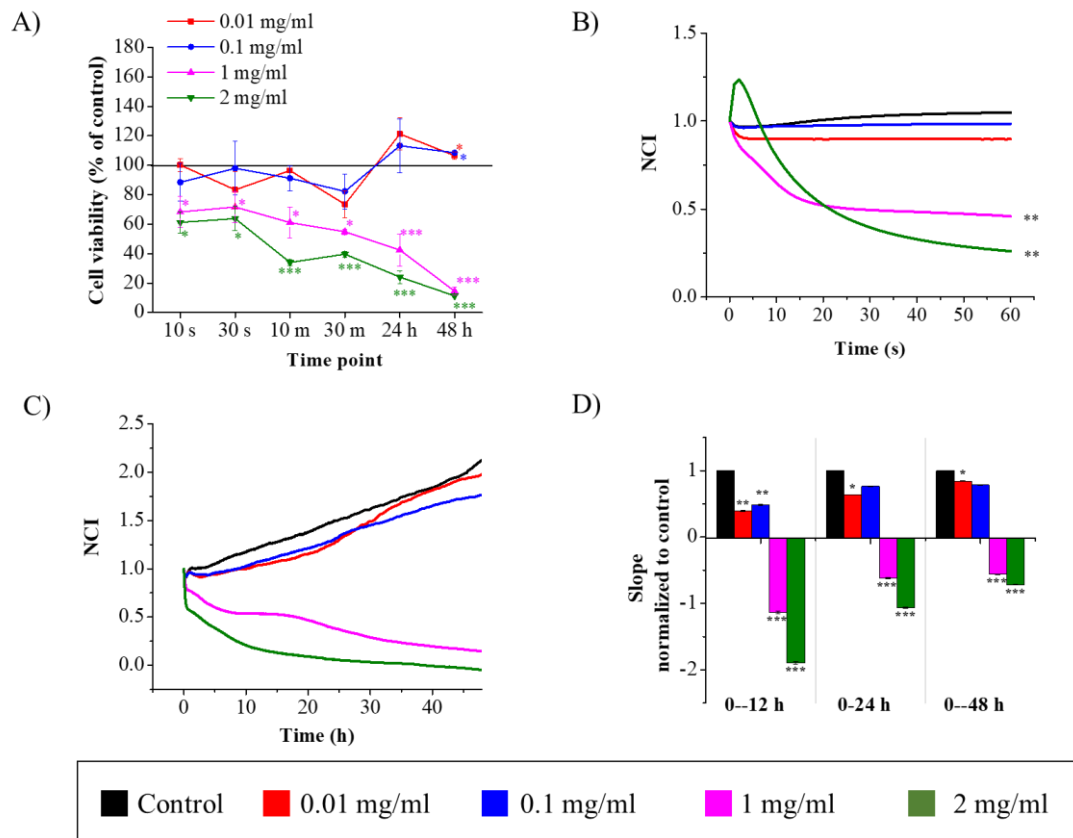 A)
0.01 mg/ml
0.1 mg/ml
1 mg/ml
2 mg/ml
Cell viability (% of control)
180
160
140
120
100
80
60
40
20
0
* * * * *** ***
* * *** *** *** ***
* *
10 s 30 s 10 m 30 m 24 h 48 h
Time point
B)
NCI
1.5
1.0
0.5
0.0
**
**
0 10 20 30 40 50 60
Time (s)
C)
NCI
2.5
2.0
1.5
1.0
0.5
0.0
0 10 20 30 40
Time (h)
D)
Slope
normalized to control
1
0
-1
-2
** ** * *
*** *** *** *** *** ***
0--12 h 0-24 h 0--48 h
Control 0.01 mg/ml 0.1 mg/ml 1 mg/ml 2 mg/ml